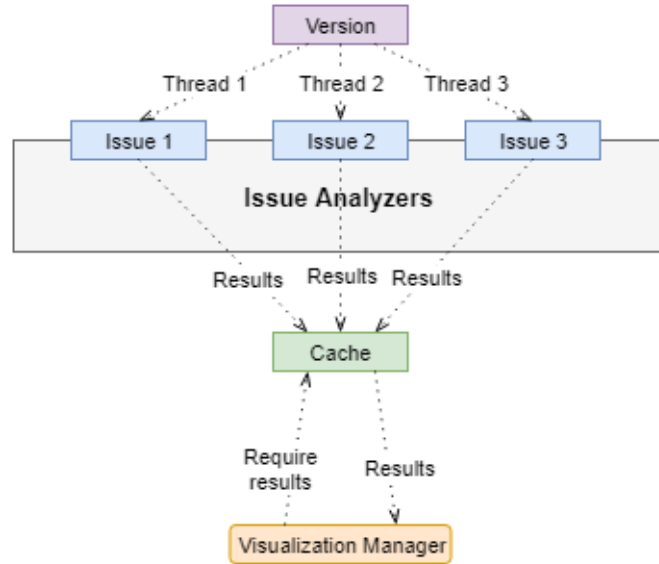 Version
Thread 1
Thread 2
Thread 3
Issue 1
Issue 2
Issue 3
Issue Analyzers
Results
Results
Results
Cache
Require
results
Results
Visualization Manager